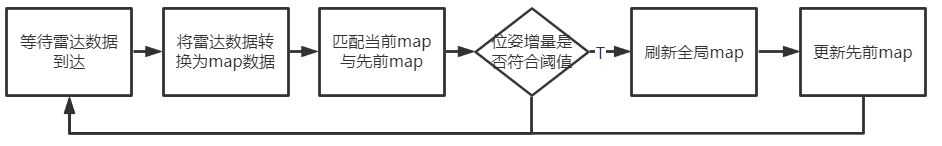 等待雷达数据
到达
将雷达数据转
换为map数据
匹配当前map
与先前map
位姿增量是
否符合阈值
T
刷新全局map
更新先前map